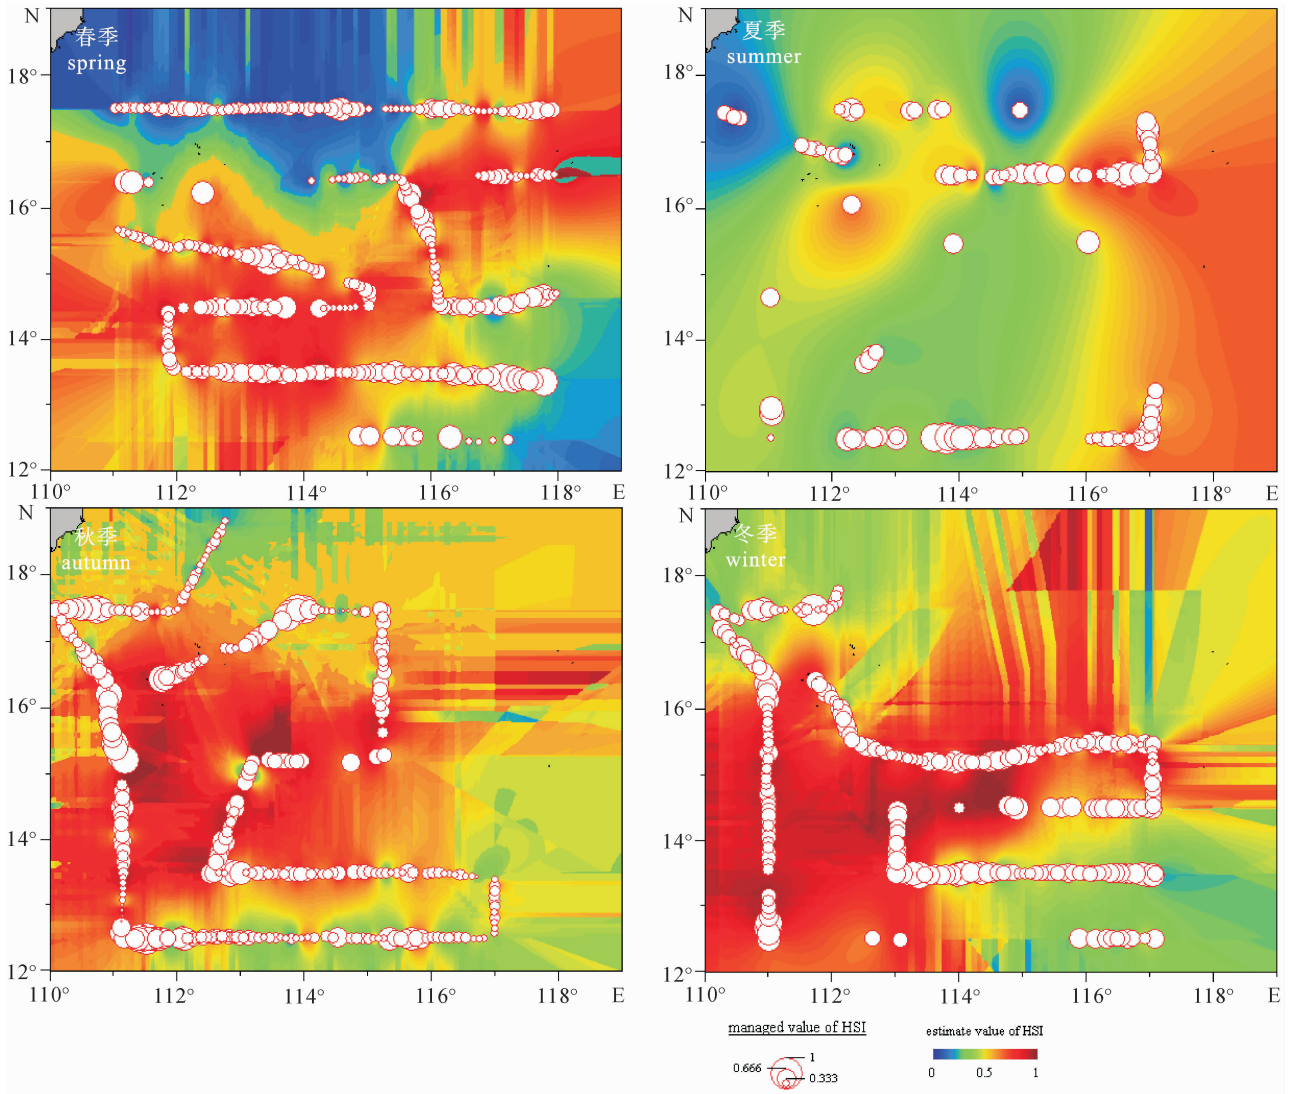 N
春季
spring
18°
16°
14°
12°
110°
112°
114°
116°
118°
E
N
夏季
summer
18°
16°
14°
12°
110°
112°
114°
116°
118°
E
N
秋季
autumn
18°
16°
14°
12°
110°
112°
114°
116°
118°
E
N
冬季
winter
18°
16°
14°
12°
110°
112°
114°
116°
118°
E
managed value of HSI
1
0.666
0.333
estimate value of HSI
0 0.5 1